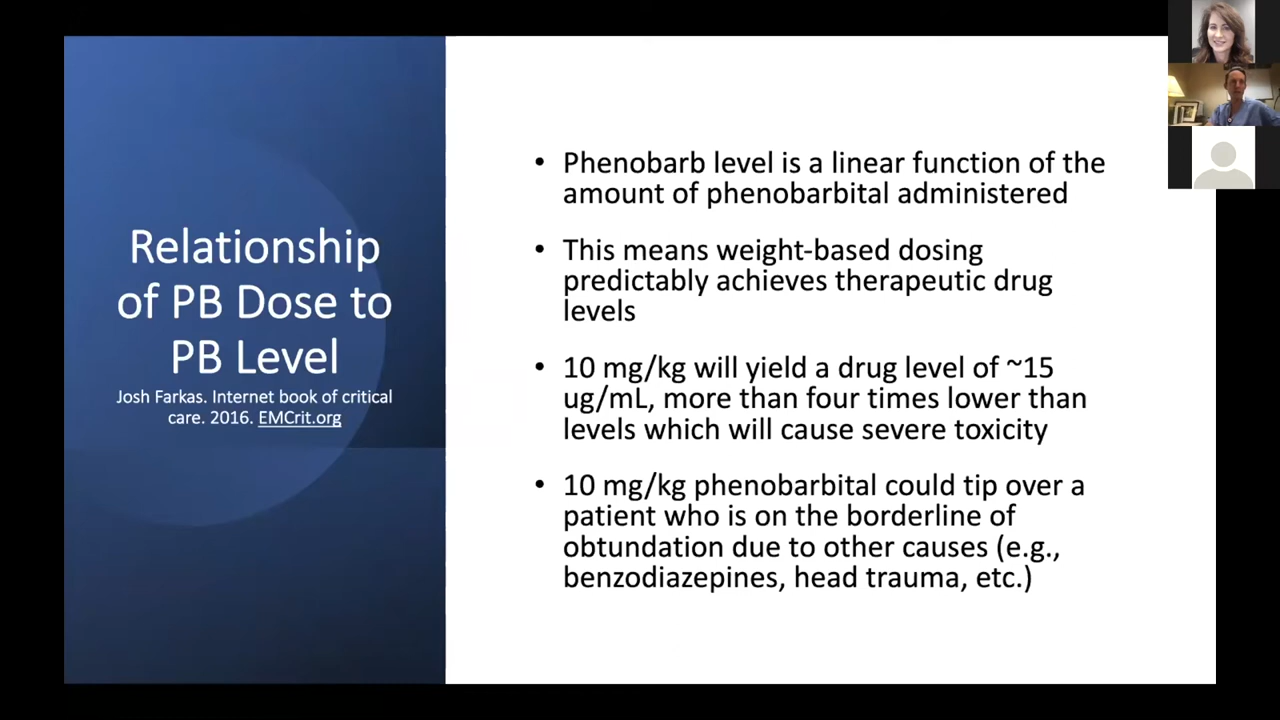 Relationship
of PB Dose to
PB Level
Josh Farkas. Internet book of critical
care. 2016. EMCrit.org
• Phenobarb level is a linear function of the
amount of phenobarbital administered
• This means weight-based dosing
predictably achieves therapeutic drug
levels
• 10 mg/kg will yield a drug level of ~15
ug/mL, more than four times lower than
levels which will cause severe toxicity
• 10 mg/kg phenobarbital could tip over a
patient who is on the borderline of
obtundation due to other causes (e.g.,
benzodiazepines, head trauma, etc.)